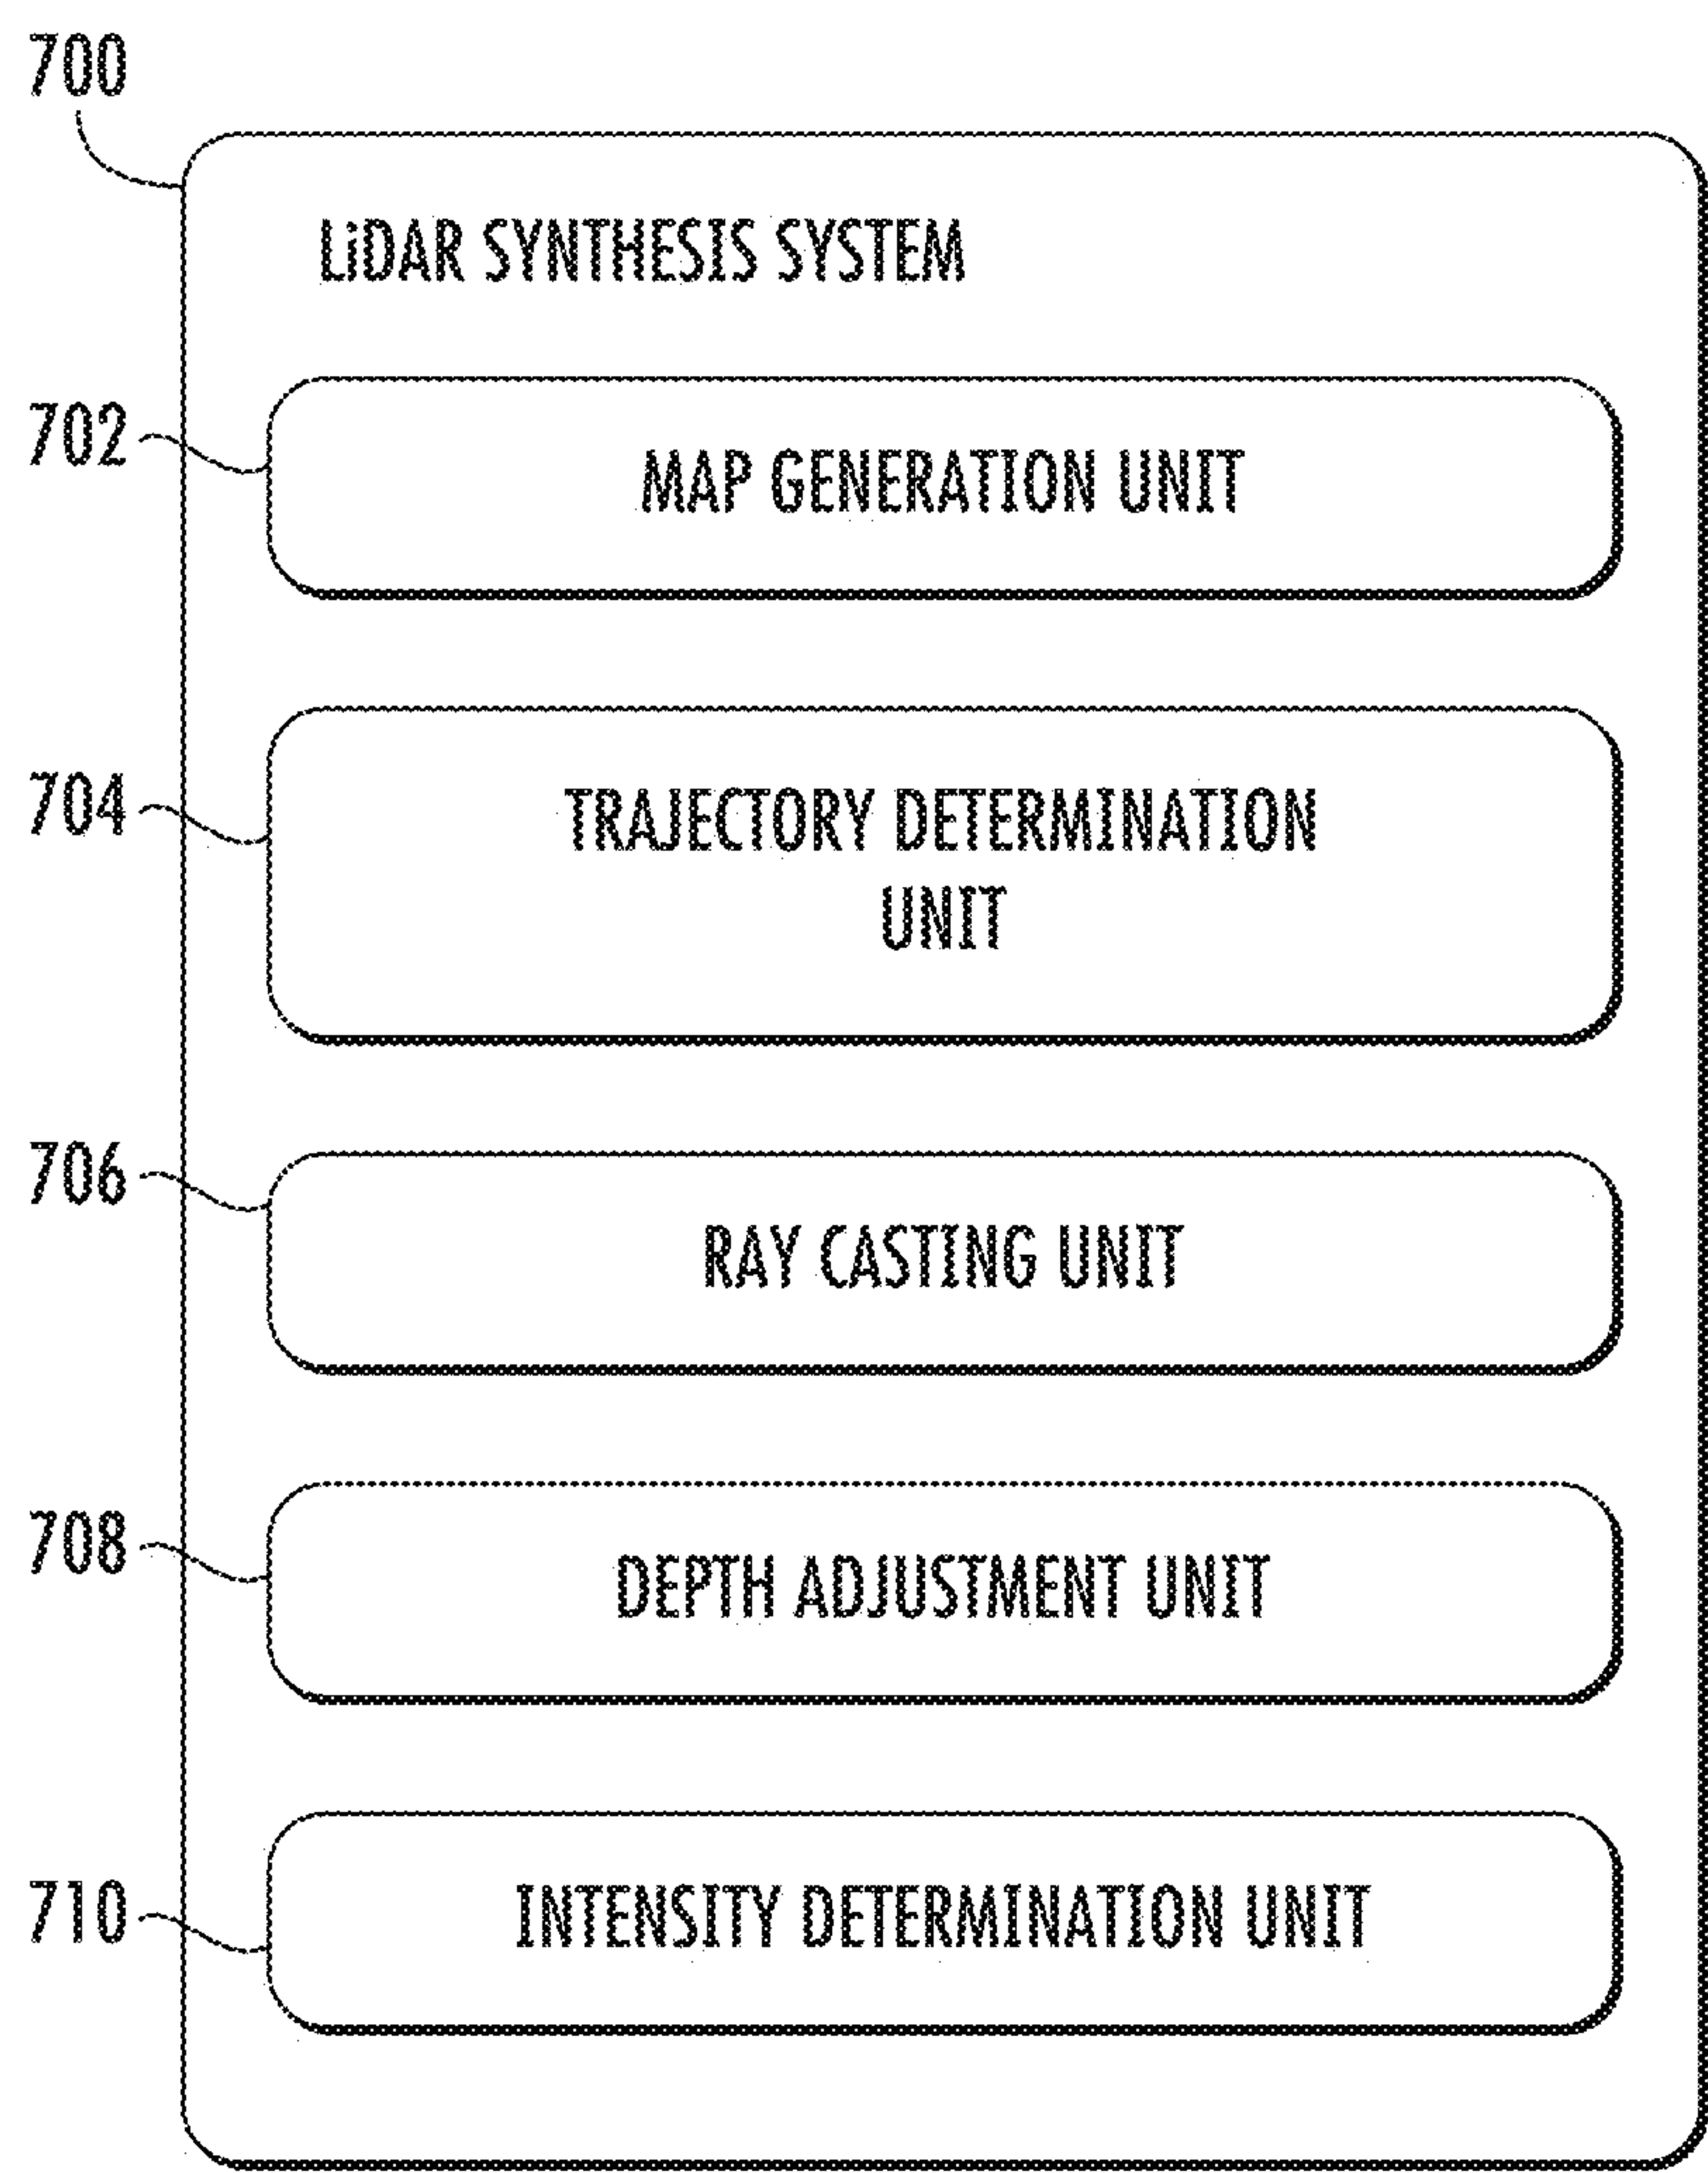 700
LiDAR SYNTHESIS SYSTEM
702
MAP GENERATION UNIT
704
TRAJECTORY DETERMINATION
UNIT
706
RAY CASTING UNIT
708
DEPTH ADJUSTMENT UNIT
710
INTENSITY DETERMINATION UNIT